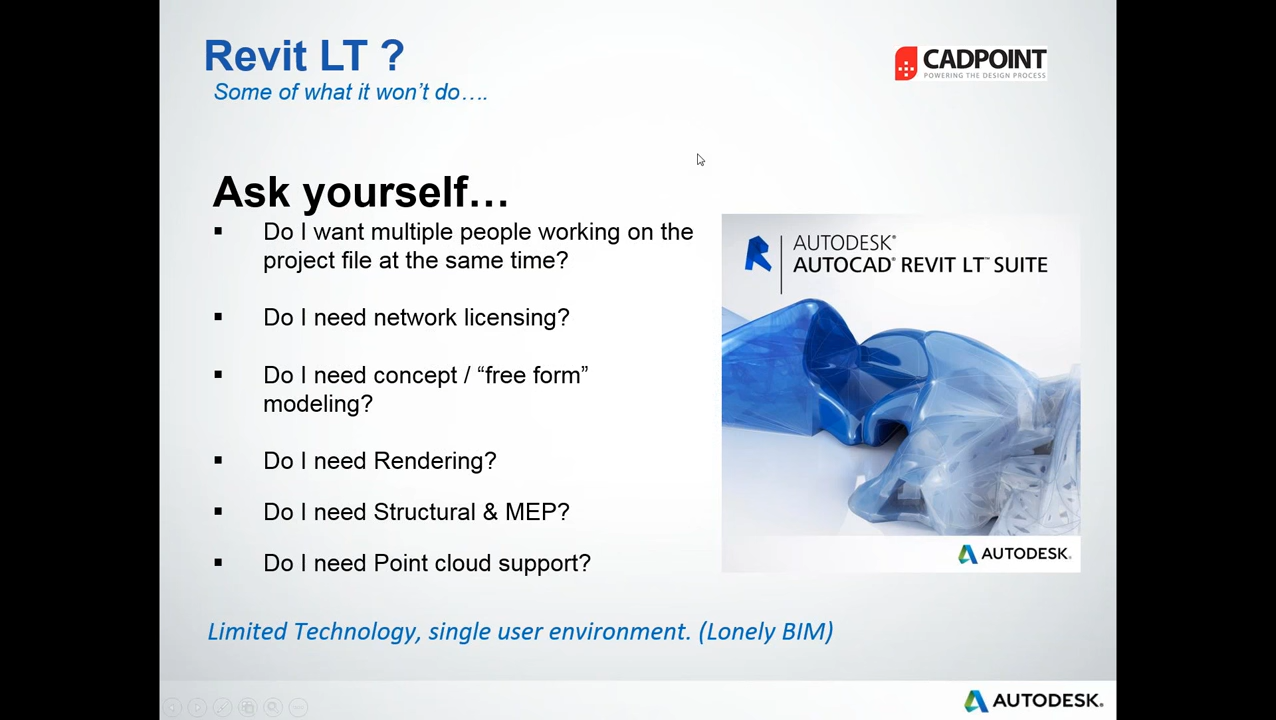 Revit LT ?
Some of what it won't do....
CADPOINT
POWERING THE DESIGN PROCESS
Ask yourself…
▪ Do I want multiple people working on the
project file at the same time?
▪ Do I need network licensing?
▪ Do I need concept / “free form”
modeling?
▪ Do I need Rendering?
▪ Do I need Structural & MEP?
▪ Do I need Point cloud support?
AUTODESK®
AUTOCAD® REVIT LT™ SUITE
AUTODESK®
Limited Technology, single user environment. (Lonely BIM)
AUTODESK®